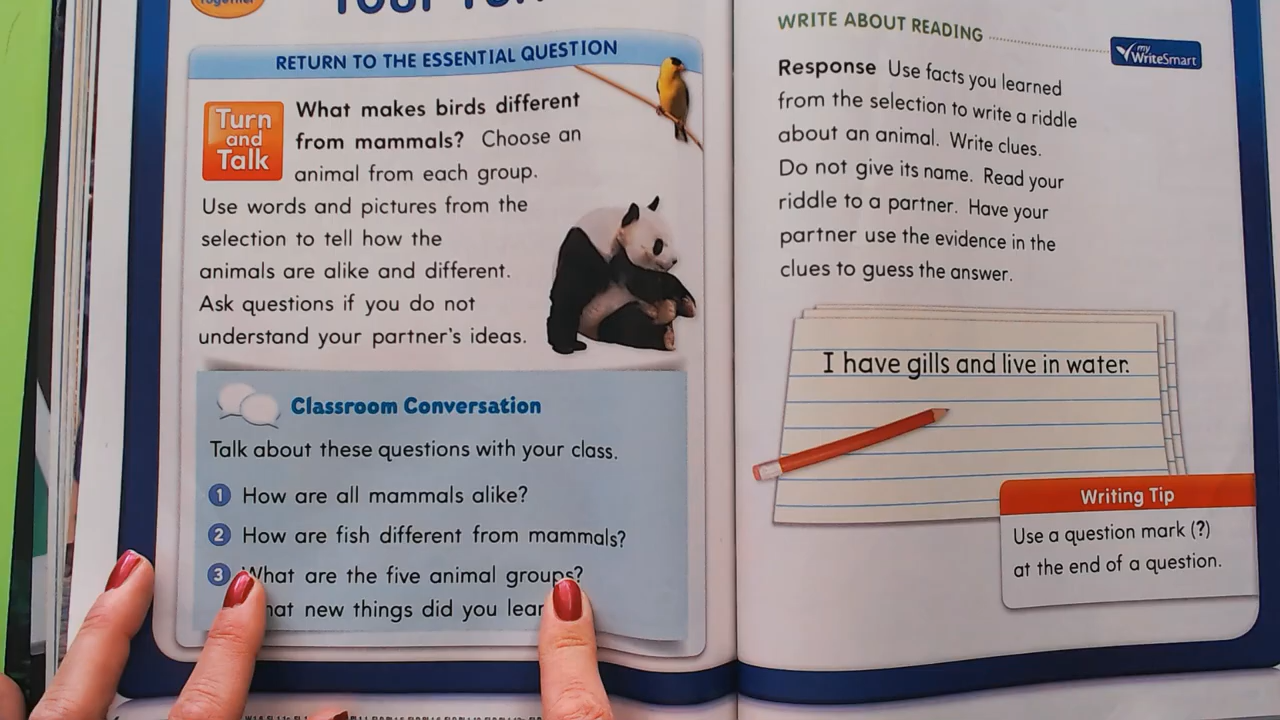 Together
YOUR TURN
RETURN TO THE ESSENTIAL QUESTION
Turn
and
Talk
What makes birds different
from mammals? Choose an
animal from each group.
Use words and pictures from the
selection to tell how the
animals are alike and different.
Ask questions if you do not
understand your partner's ideas.
Classroom Conversation
Talk about these questions with your class.
1 How are all mammals alike?
2 How are fish different from mammals?
3 What are the five animal groups?
new things did you
WRITE ABOUT READING
my
WriteSmart
Response Use facts you learned
from the selection to write a riddle
about an animal. Write clues.
Do not give its name. Read your
riddle to a partner. Have your
partner use the evidence in the
clues to guess the answer.
I have gills and live in water.
Writing Tip
Use a question mark (?)
at the end of a question.